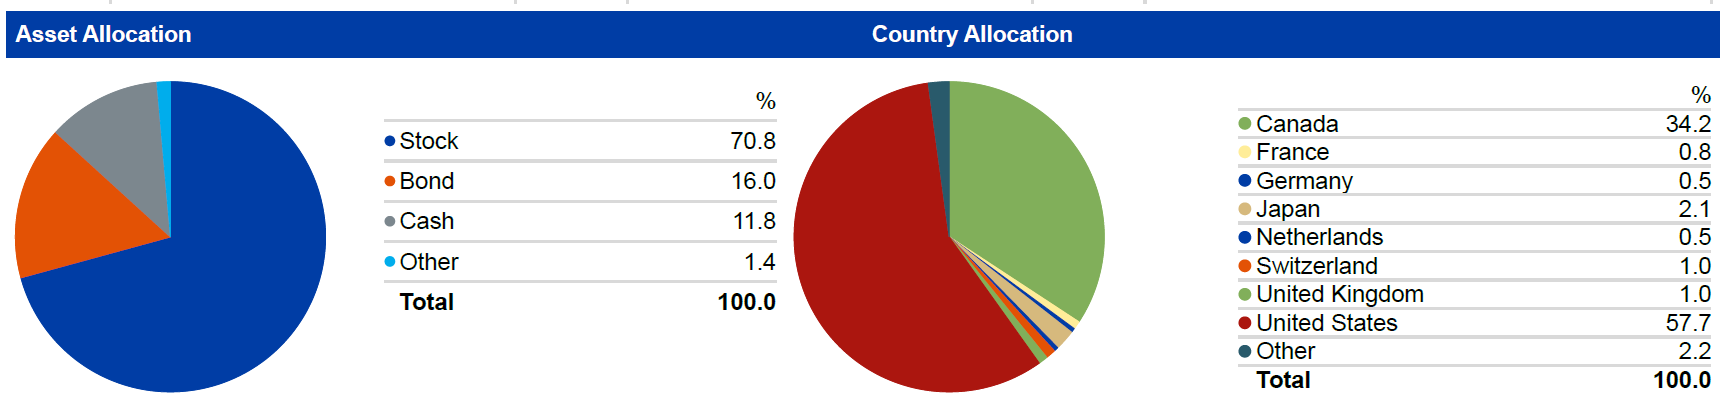 Asset Allocation
Country Allocation
%
Stock 70.8
Bond 16.0
Cash 11.8
Other 1.4
Total 100.0
%
Canada 34.2
France 0.8
Germany 0.5
Japan 2.1
Netherlands 0.5
Switzerland 1.0
United Kingdom 1.0
United States 57.7
Other 2.2
Total 100.0